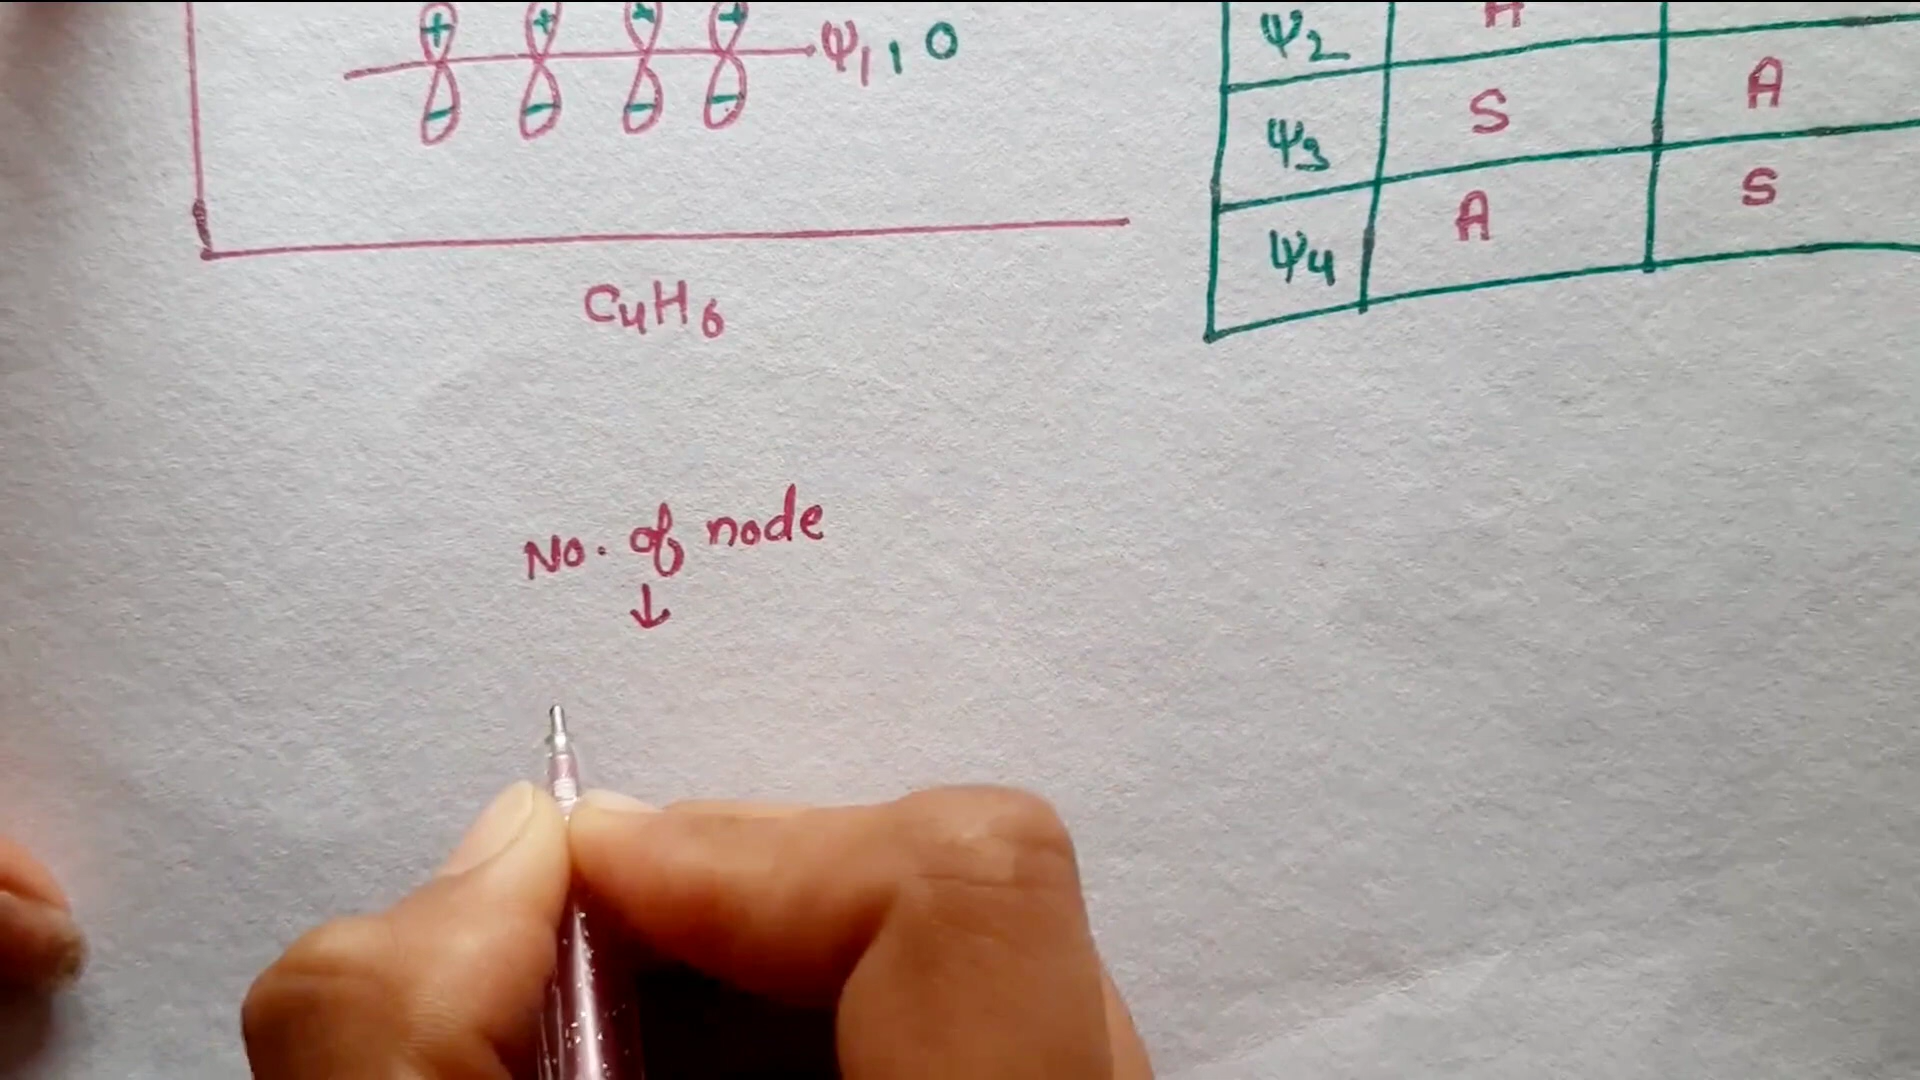 + + + + ψ1, 0
- - - -
C4H6
ψ2
ψ3 S A
ψ4 A S
No. of node
↓